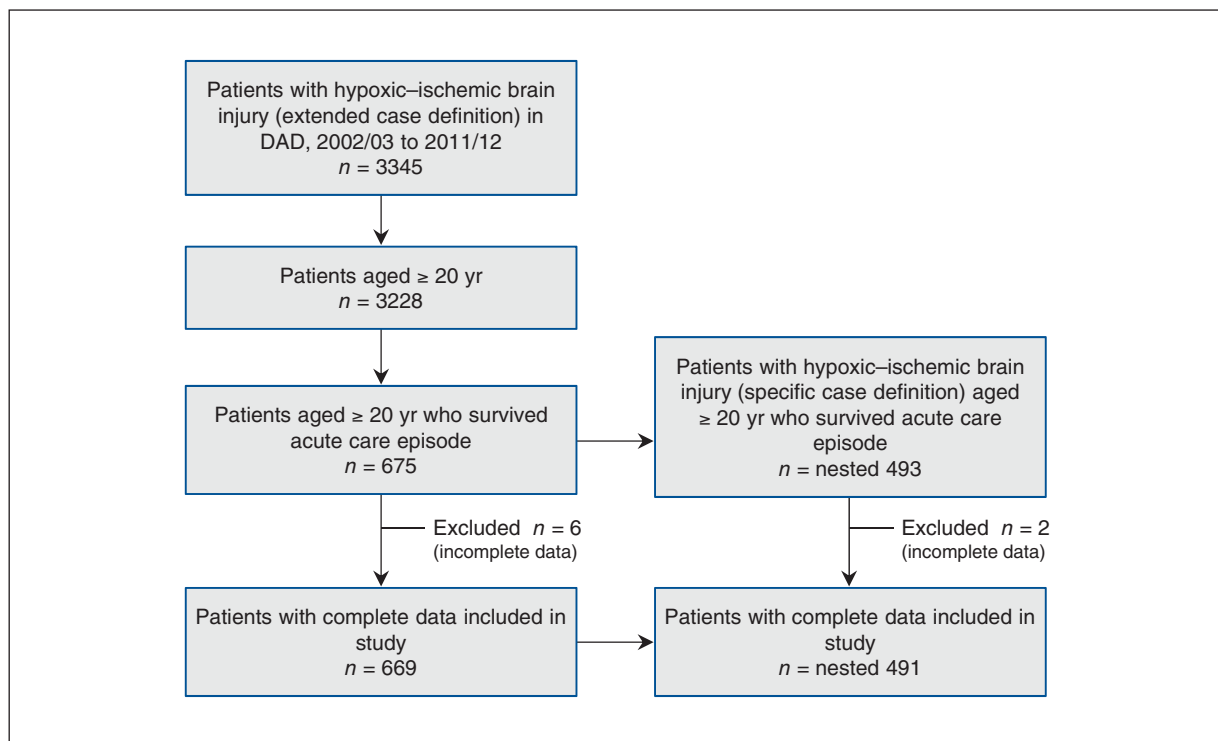 Patients with hypoxic–ischemic brain
injury (extended case definition) in
DAD, 2002/03 to 2011/12
n = 3345
Patients aged ≥ 20 yr
n = 3228
Patients aged ≥ 20 yr who survived
acute care episode
n = 675
Patients with hypoxic–ischemic brain
injury (specific case definition) aged
≥ 20 yr who survived acute care
episode
n = nested 493
Excluded n = 6
(incomplete data)
Excluded n = 2
(incomplete data)
Patients with complete data included in
study
n = 669
Patients with complete data included in
study
n = nested 491